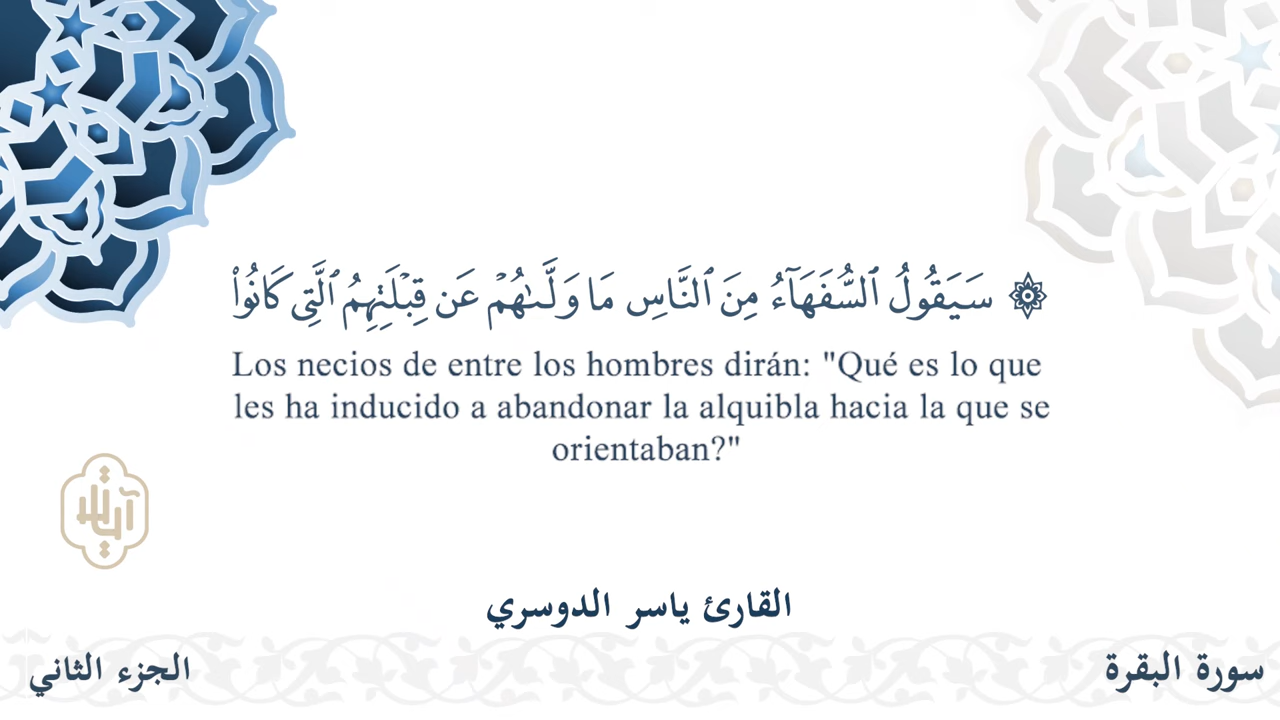 ۞ سَيَقُولُ ٱلسُّفَهَآءُ مِنَ ٱلنَّاسِ مَا وَلَّىٰهُمْ عَن قِبْلَتِهِمُ ٱلَّتِى كَانُوا۟
Los necios de entre los hombres dirán: "Qué es lo que
les ha inducido a abandonar la alquibla hacia la que se
orientaban?"
القارئ ياسر الدوسري
سورة البقرة
الجزء الثاني